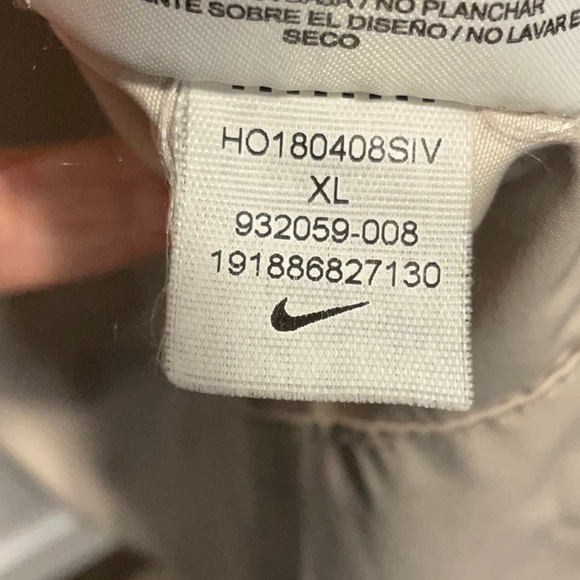 NO PLANCHAR
SOBRE EL DISEÑO / NO LAVAR E
SECO
HO180408SIV
XL
932059-008
191886827130